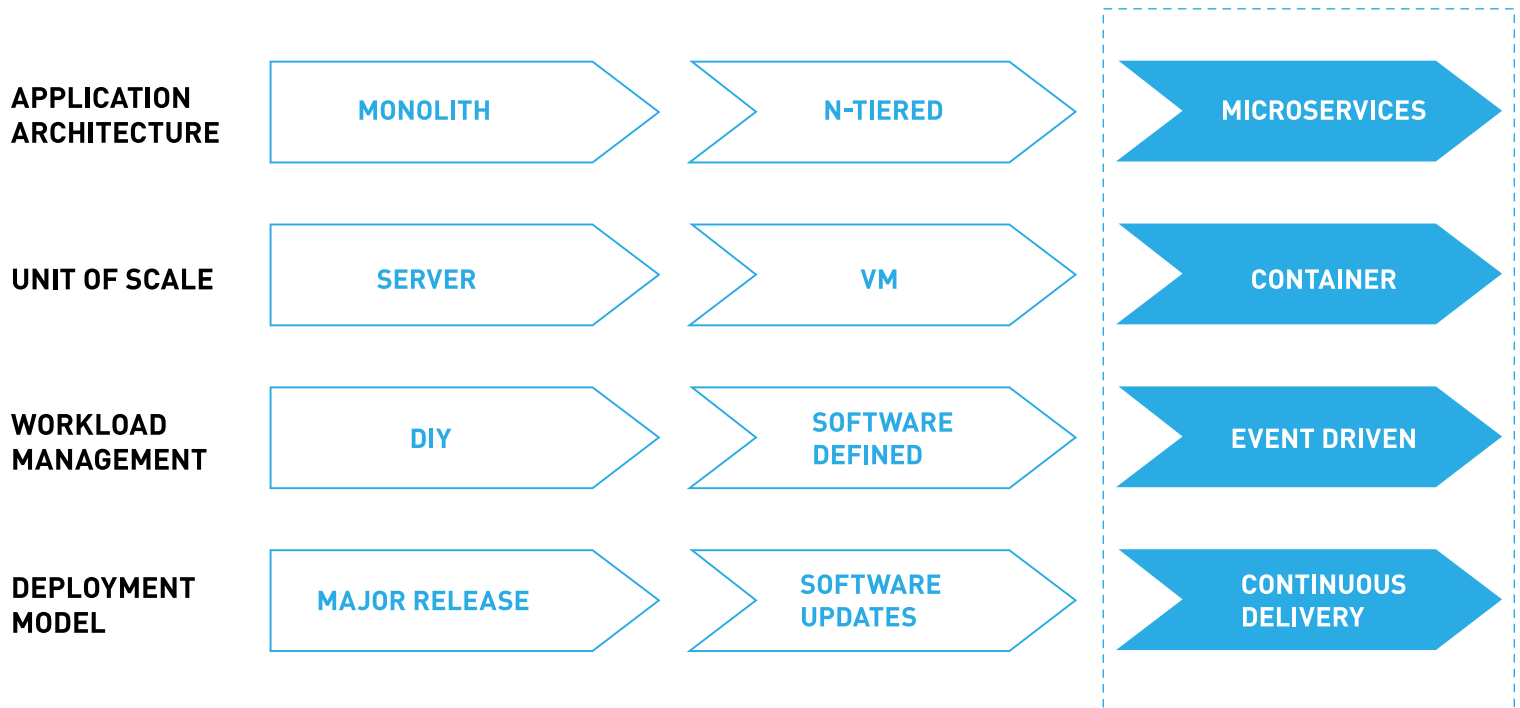 APPLICATION
ARCHITECTURE
MONOLITH
N-TIERED
MICROSERVICES
UNIT OF SCALE
SERVER
VM
CONTAINER
WORKLOAD
MANAGEMENT
DIY
SOFTWARE
DEFINED
EVENT DRIVEN
DEPLOYMENT
MODEL
MAJOR RELEASE
SOFTWARE
UPDATES
CONTINUOUS
DELIVERY